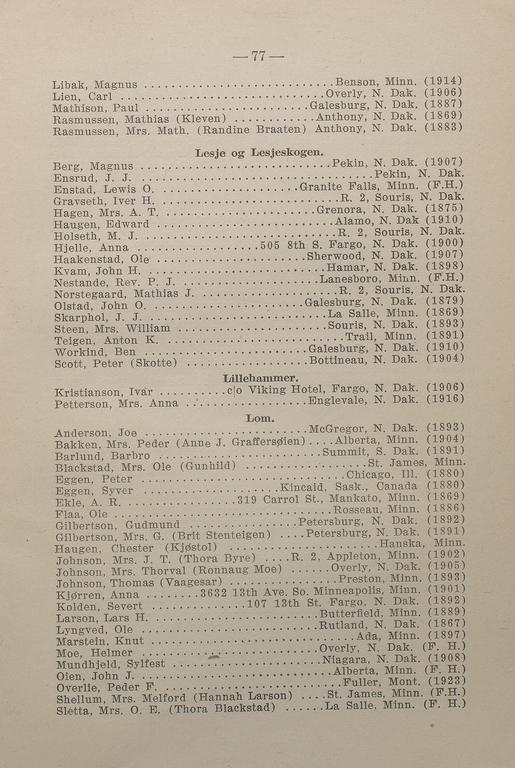 — 77 —
Libak, Magnus ............................Benson, Minn. (1914)
Lien, Carl ..............................Overly, N. Dak. (1906)
Mathison, Paul ........................Galesburg, N. Dak. (1887)
Rasmussen, Mathias (Kleven) ............Anthony, N. Dak. (1869)
Rasmussen, Mrs. Math. (Randine Braaten) Anthony, N. Dak. (1883)
Lesje og Lesjeskogen.
Berg, Magnus ............................Pekin, N. Dak. (1907)
Ensrud, J. J. ..................................Pekin, N. Dak.
Enstad, Lewis O. ....................Granite Falls, Minn. (F.H.)
Gravseth, Iver H. .........................R. 2, Souris, N. Dak.
Hagen, Mrs. A. T. ......................Grenora, N. Dak. (1875)
Haugen, Edward ..........................Alamo, N. Dak (1910)
Holseth, M. J. ............................R. 2, Souris, N. Dak.
Hjelle, Anna .................505 8th S. Fargo, N. Dak. (1900)
Haakenstad, Ole ......................Sherwood, N. Dak. (1907)
Kvam, John H. ..........................Hamar, N. Dak. (1898)
Nestande, Rev. P. J. ....................Lanesboro, Minn. (F.H.)
Norstegaard, Mathias J. ...................R. 2, Souris, N. Dak.
Olstad, John O. .......................Galesburg, N. Dak. (1879)
Skarphol, J. J. ..........................La Salle, Minn. (1869)
Steen, Mrs. William ......................Souris, N. Dak. (1893)
Teigen, Anton K. ..........................Trail, Minn. (1891)
Workind, Ben .........................Galesburg, N. Dak. (1910)
Scott, Peter (Skotte) ..................Bottineau, N. Dak. (1904)
Lillehammer.
Kristianson, Ivar ..........c|o Viking Hotel, Fargo, N. Dak. (1906)
Petterson, Mrs. Anna ..................Englevale, N. Dak. (1916)
Lom.
Anderson, Joe .........................McGregor, N. Dak. (1893)
Bakken, Mrs. Peder (Anne J. Graffersøien) ....Alberta, Minn. (1904)
Barlund, Barbro .........................Summit, S. Dak. (1891)
Blackstad, Mrs. Ole (Gunhild) ..................St. James, Minn.
Eggen, Peter ................................Chicago, Ill. (1880)
Eggen, Syver .....................Kincald, Sask., Canada (1880)
Ekle, A. R. .................319 Carrol St., Mankato, Minn. (1869)
Flaa, Ole ...............................Rosseau, Minn. (1886)
Gilbertson, Gudmund .................Petersburg, N. Dak. (1892)
Gilbertson, Mrs. G. (Brit Stenteigen) ....Petersburg, N. Dak. (1891)
Haugen, Chester (Kjøstol) ........................Hanska, Minn.
Johnson, Mrs. J. T. (Thora Byre) ....R. 2, Appleton, Minn. (1902)
Johnson, Mrs. Thorval (Ronnaug Moe) ......Overly, N. Dak. (1905)
Johnson, Thomas (Vaagesar) .................Preston, Minn. (1893)
Kjørren, Anna .........3632 13th Ave. So. Minneapolis, Minn. (1901)
Kolden, Severt ...............107 13th St. Fargo, N. Dak. (1892)
Larson, Lars H. .........................Butterfield, Minn. (1889)
Lyngved, Ole ...........................Rutland, N. Dak. (1867)
Marstein, Knut ..............................Ada, Minn. (1897)
Moe, Helmer ...........................Overly, N. Dak. (F. H.)
Mundhjeld, Sylfest ......................Niagara, N. Dak. (1908)
Oien, John J. ............................Alberta, Minn. (F. H.)
Overlie, Peder F. ..........................Fuller, Mont. (1923)
Shellum, Mrs. Melford (Hannah Larson) ....St. James, Minn. (F.H.)
Sletta, Mrs. O. E. (Thora Blackstad) ......La Salle, Minn. (F. H.)